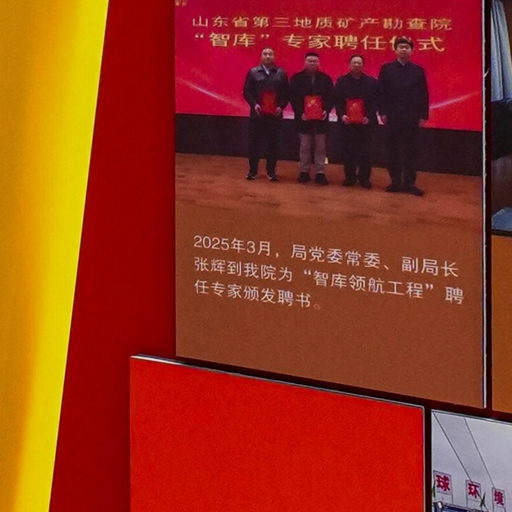 山东省第三地质矿产勘查院
“智库”专家聘任仪式
2025年3月，局党委常委、副局长
张辉到我院为“智库领航工程”聘
任专家颁发聘书。
球环境